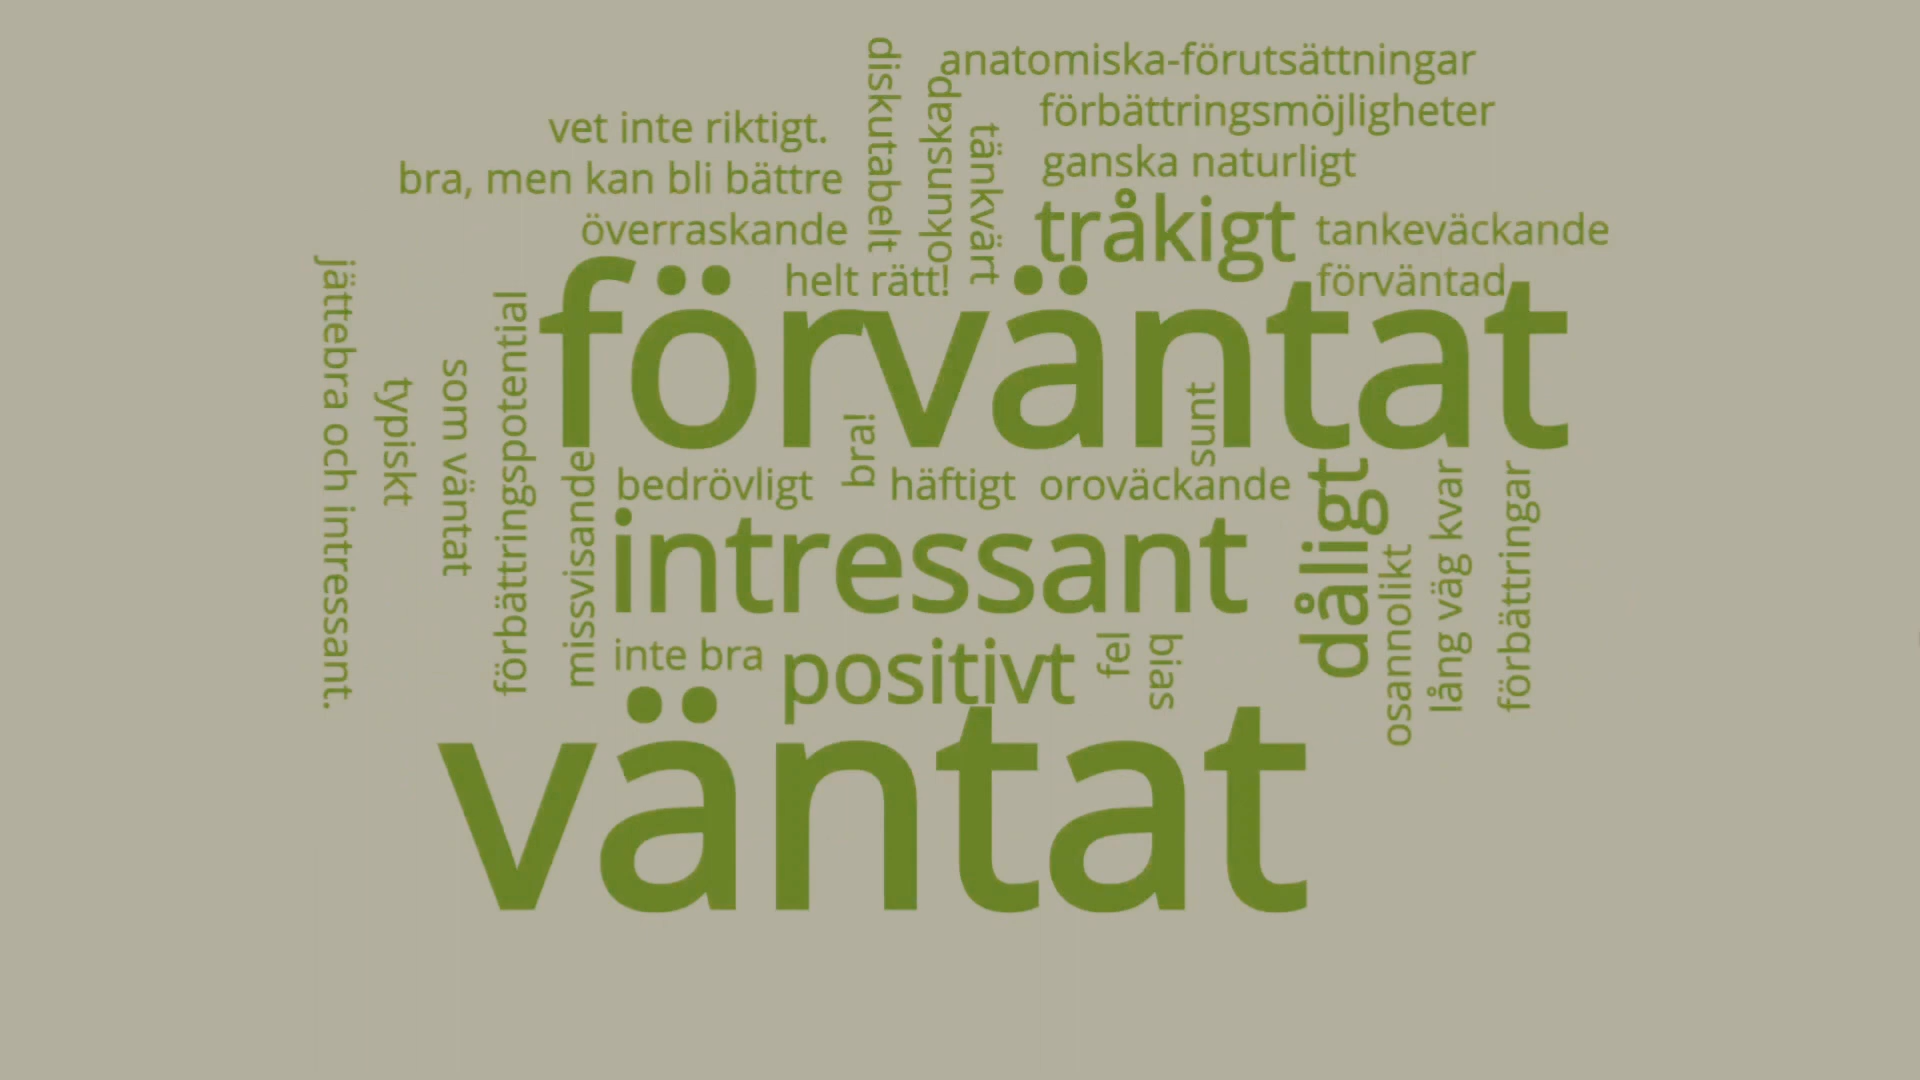 anatomiska-förutsättningar
diskutabelt
okunskap
förbättringsmöjligheter
vet inte riktigt.
tänkvärt
ganska naturligt
bra, men kan bli bättre
tråkigt
tankeväckande
överraskande
helt rätt!
förväntad
förväntat
jättebra och intressant.
typiskt
som väntat
förbättringspotential
missvisande
bra!
sunt
bedrövligt
häftigt
oroväckande
intressant
dåligt
osannolikt
lång väg kvar
förbättringar
inte bra
positivt
fel
bias
väntat